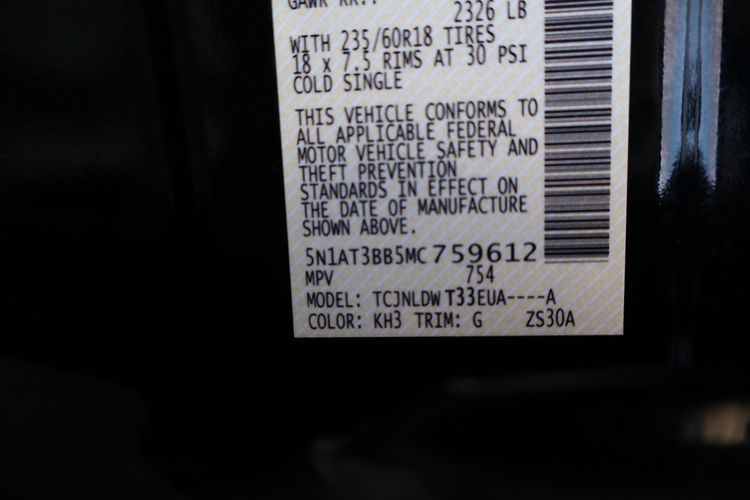 GAWR RR.:
2326 LB
WITH 235/60R18 TIRES
18 x 7.5 RIMS AT 30 PSI
COLD SINGLE
THIS VEHICLE CONFORMS TO
ALL APPLICABLE FEDERAL
MOTOR VEHICLE SAFETY AND
THEFT PREVENTION
STANDARDS IN EFFECT ON
THE DATE OF MANUFACTURE
SHOWN ABOVE.
5N1AT3BB5MC759612
MPV 754
MODEL: TCJNLDW T33EUA----A
COLOR: KH3 TRIM: G ZS30A